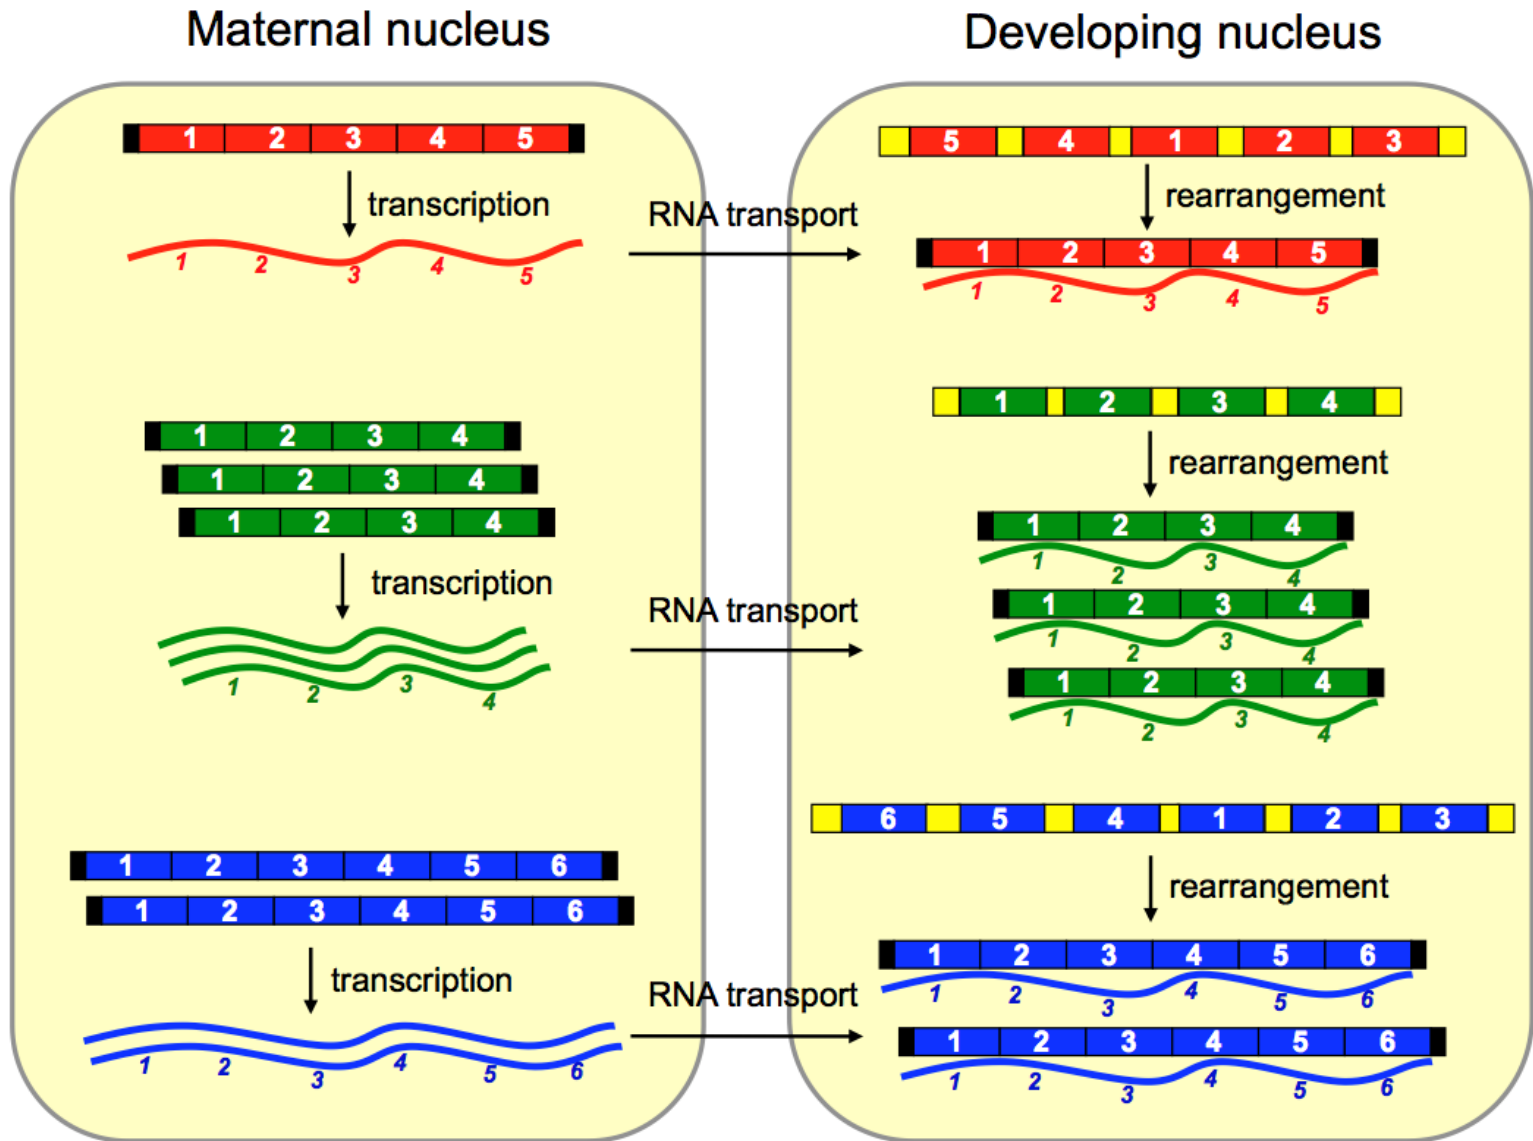 Maternal nucleus
1 2 3 4 5
transcription
1 2 3 4 5
1 2 3 4
1 2 3 4
1 2 3 4
transcription
1 2 3 4
1 2 3 4 5 6
1 2 3 4 5 6
transcription
1 2 3 4 5 6
RNA transport
RNA transport
RNA transport
Developing nucleus
5 4 1 2 3
rearrangement
1 2 3 4 5
1 2 3 4 5
1 2 3 4
rearrangement
1 2 3 4
1 2 3 4
1 2 3 4
1 2 3 4
1 2 3 4
1 2 3 4
6 5 4 1 2 3
rearrangement
1 2 3 4 5 6
1 2 3 4 5 6
1 2 3 4 5 6
1 2 3 4 5 6